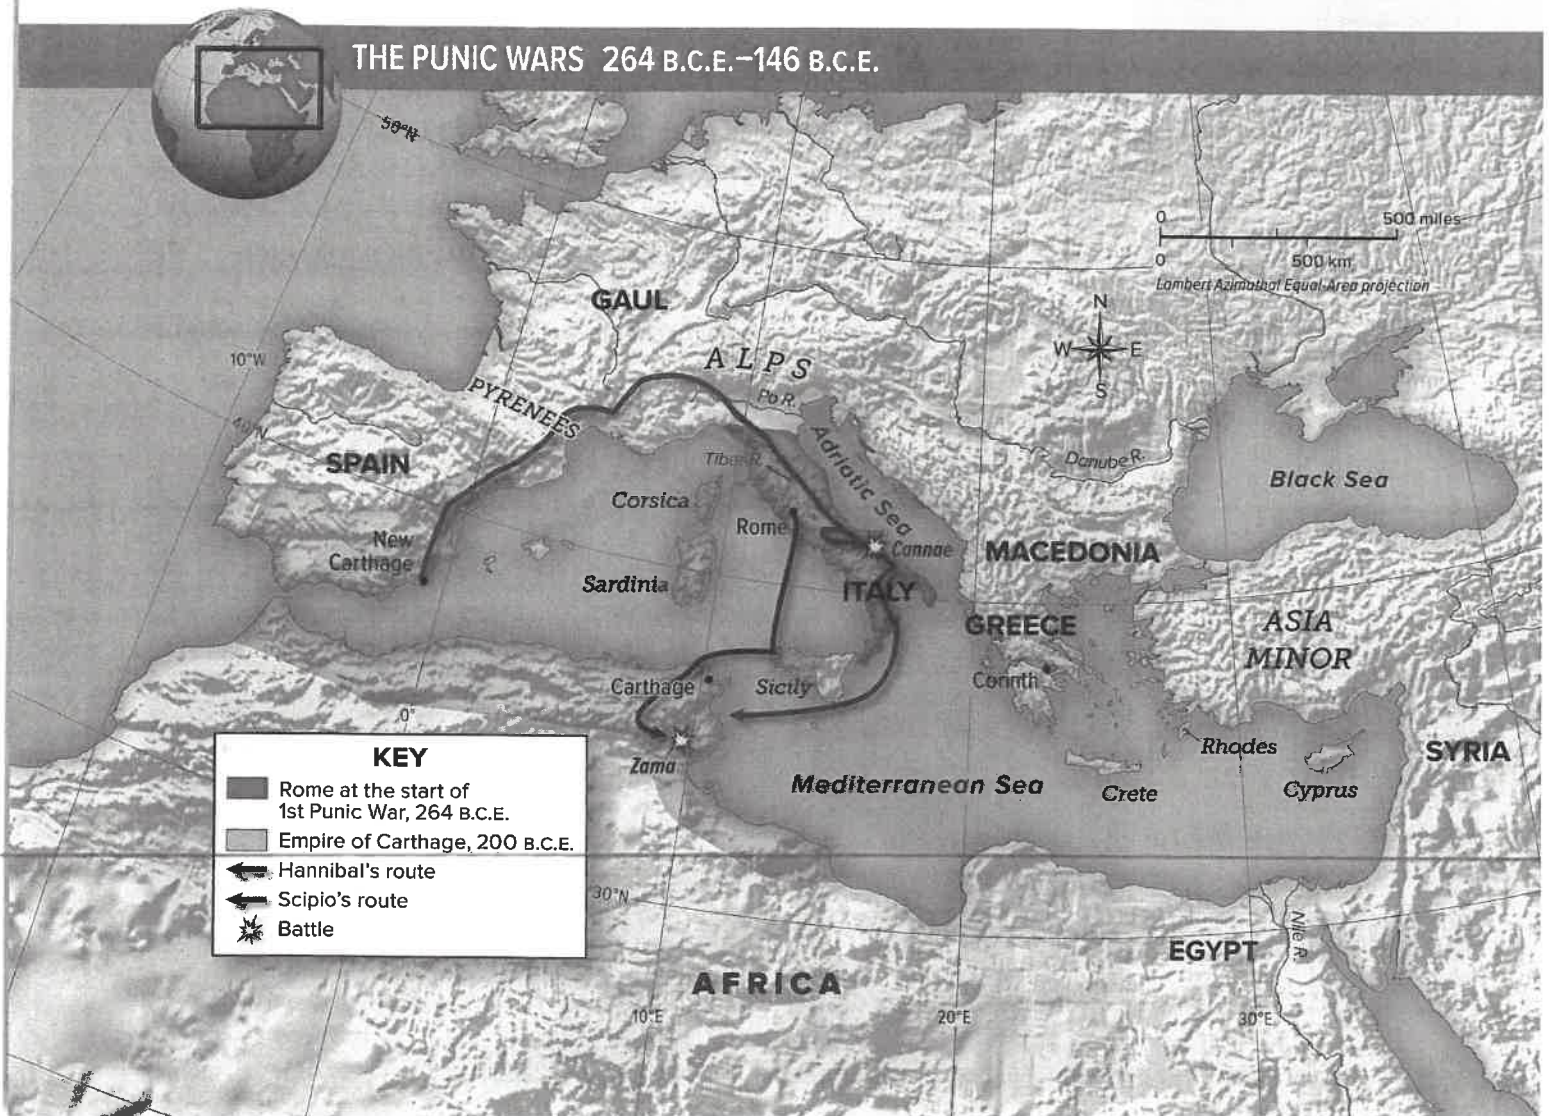 THE PUNIC WARS 264 B.C.E.–146 B.C.E.
50°N
0 500 miles
0 500 km
Lambert Azimuthal Equal-Area projection
GAUL
N
W E
S
10°W
ALPS
PYRENEES
Po R.
40°N
SPAIN
Tiber R.
Adriatic Sea
Danube R.
Black Sea
Corsica
Rome
New
Carthage
Cannae
MACEDONIA
Sardinia
ITALY
GREECE
ASIA
MINOR
Carthage
Sicily
Corinth
0°
Rhodes
SYRIA
Zama
Mediterranean Sea
Crete
Cyprus
KEY
Rome at the start of
1st Punic War, 264 B.C.E.
Empire of Carthage, 200 B.C.E.
Hannibal's route
Scipio's route
Battle
30°N
Nile R.
EGYPT
AFRICA
10°E
20°E
30°E